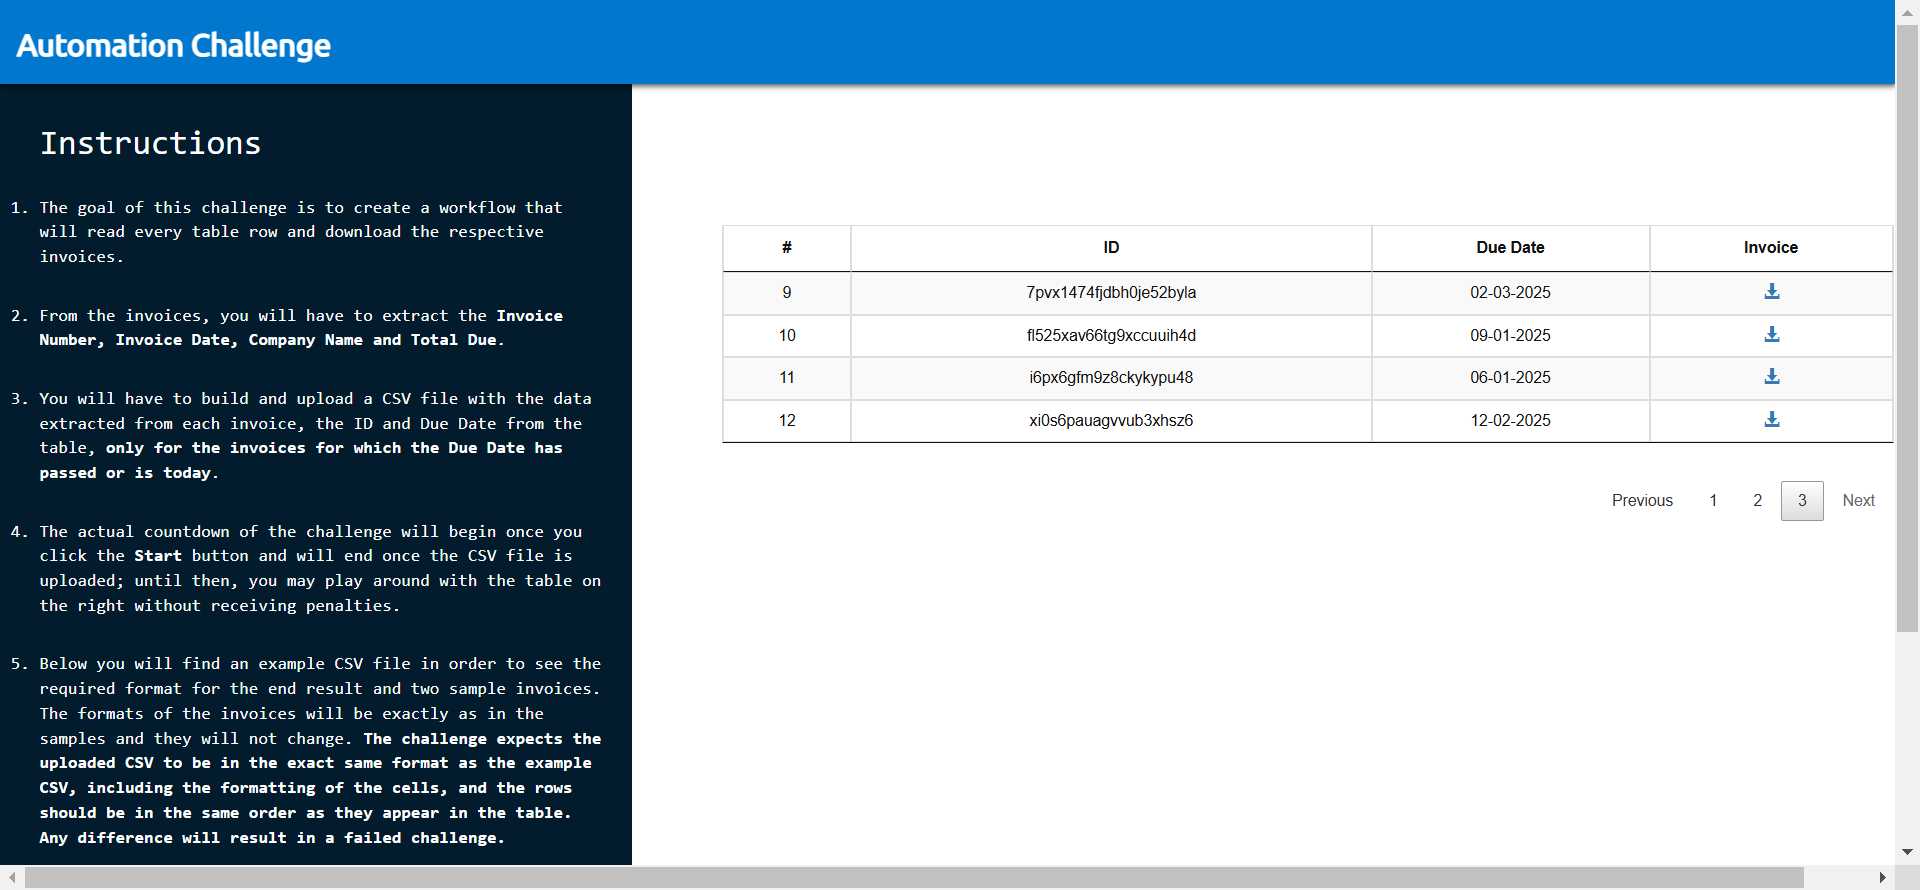 Automation Challenge
Instructions
1. The goal of this challenge is to create a workflow that
will read every table row and download the respective
invoices.
2. From the invoices, you will have to extract the Invoice
Number, Invoice Date, Company Name and Total Due.
3. You will have to build and upload a CSV file with the data
extracted from each invoice, the ID and Due Date from the
table, only for the invoices for which the Due Date has
passed or is today.
4. The actual countdown of the challenge will begin once you
click the Start button and will end once the CSV file is
uploaded; until then, you may play around with the table on
the right without receiving penalties.
5. Below you will find an example CSV file in order to see the
required format for the end result and two sample invoices.
The formats of the invoices will be exactly as in the
samples and they will not change. The challenge expects the
uploaded CSV to be in the exact same format as the example
CSV, including the formatting of the cells, and the rows
should be in the same order as they appear in the table.
Any difference will result in a failed challenge.
# ID Due Date Invoice
9 7pvx1474fjdbh0je52byla 02-03-2025
10 fl525xav66tg9xccuuih4d 09-01-2025
11 i6px6gfm9z8ckykypu48 06-01-2025
12 xi0s6pauagvvub3xhsz6 12-02-2025
Previous 1 2 3 Next